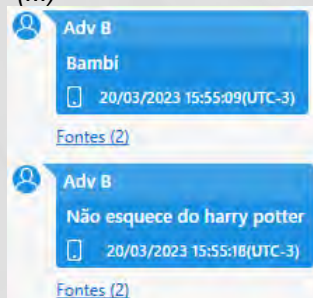 (...)
Adv B
Bambi
20/03/2023 15:55:09(UTC-3)
Fontes (2)
Adv B
Não esquece do harry potter
20/03/2023 15:55:18(UTC-3)
Fontes (2)